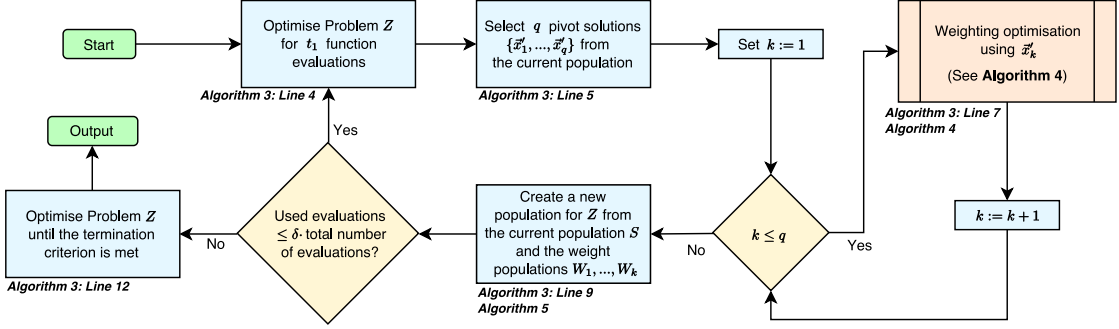 Start
Optimise Problem Z
for t₁ function
evaluations
Algorithm 3: Line 4
Select q pivot solutions
{x⃗′₁,...,x⃗′_q} from
the current population
Algorithm 3: Line 5
Set k := 1
Weighting optimisation
using x⃗′ₖ
(See Algorithm 4)
Algorithm 3: Line 7
Algorithm 4
k := k + 1
k ≤ q
Yes
No
Create a new
population for Z from
the current population S
and the weight
populations W₁, ..., Wₖ
Algorithm 3: Line 9
Algorithm 5
Used evaluations
≤ δ· total number
of evaluations?
Yes
No
Optimise Problem Z
until the termination
criterion is met
Algorithm 3: Line 12
Output